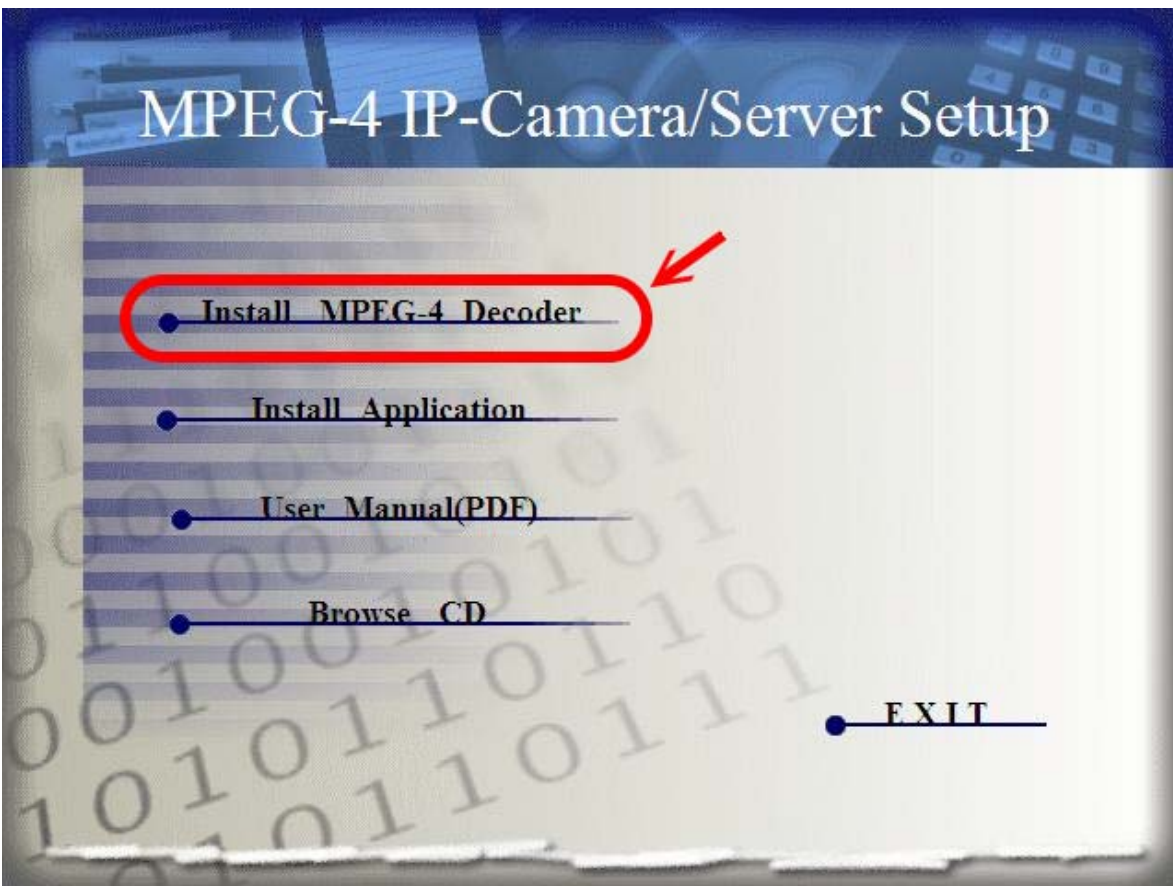 MPEG-4 IP-Camera/Server Setup
Install MPEG-4 Decoder
Install Application
User Manual(PDF)
Browse CD
EXIT